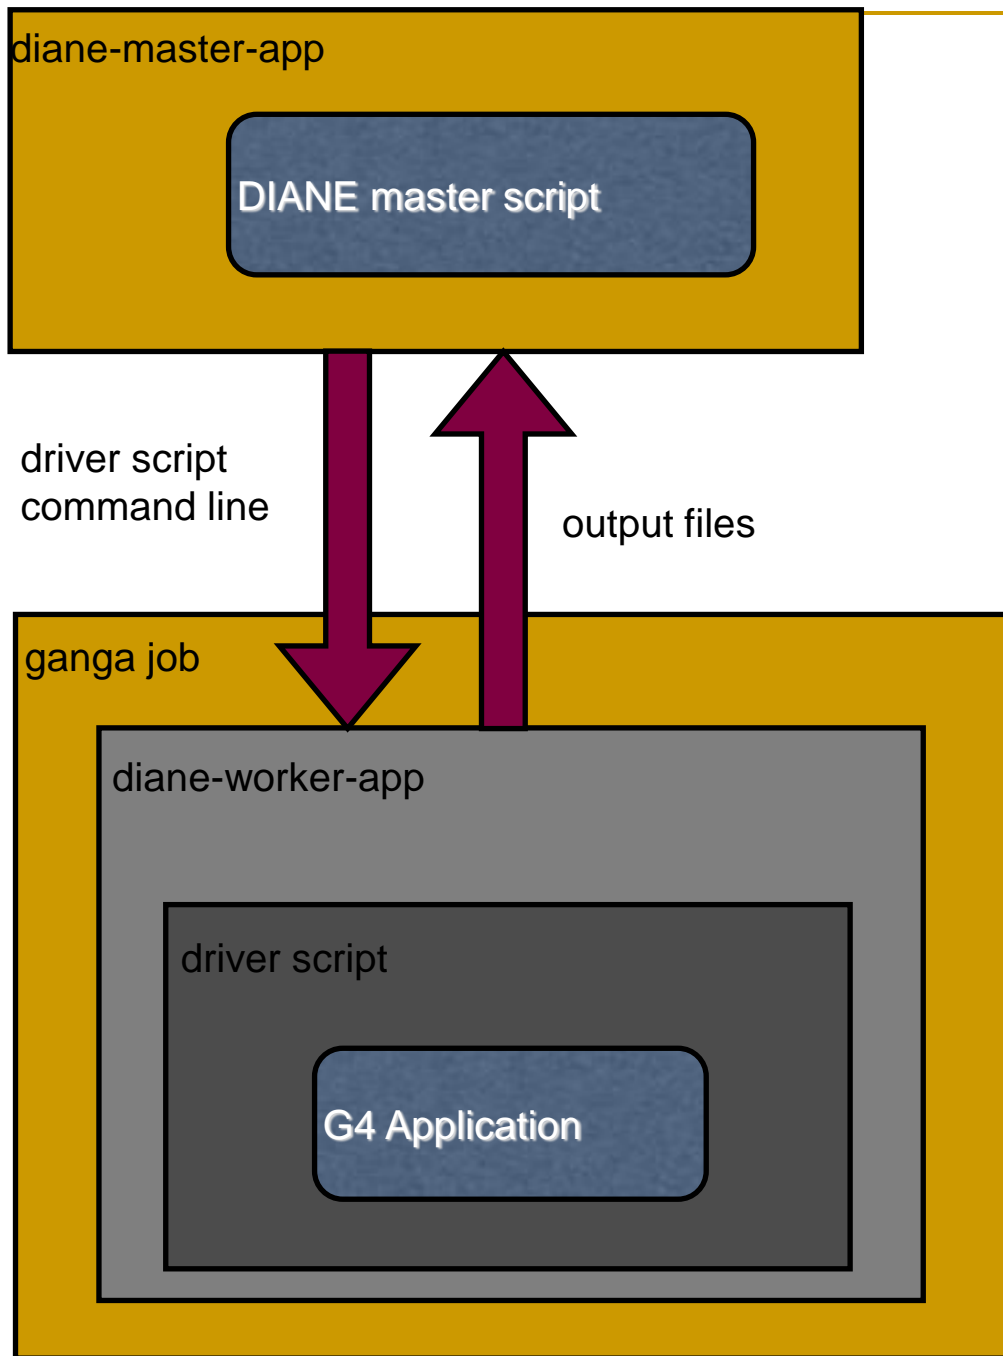 diane-master-app
DIANE master script
driver script
command line
output files
ganga job
diane-worker-app
driver script
G4 Application